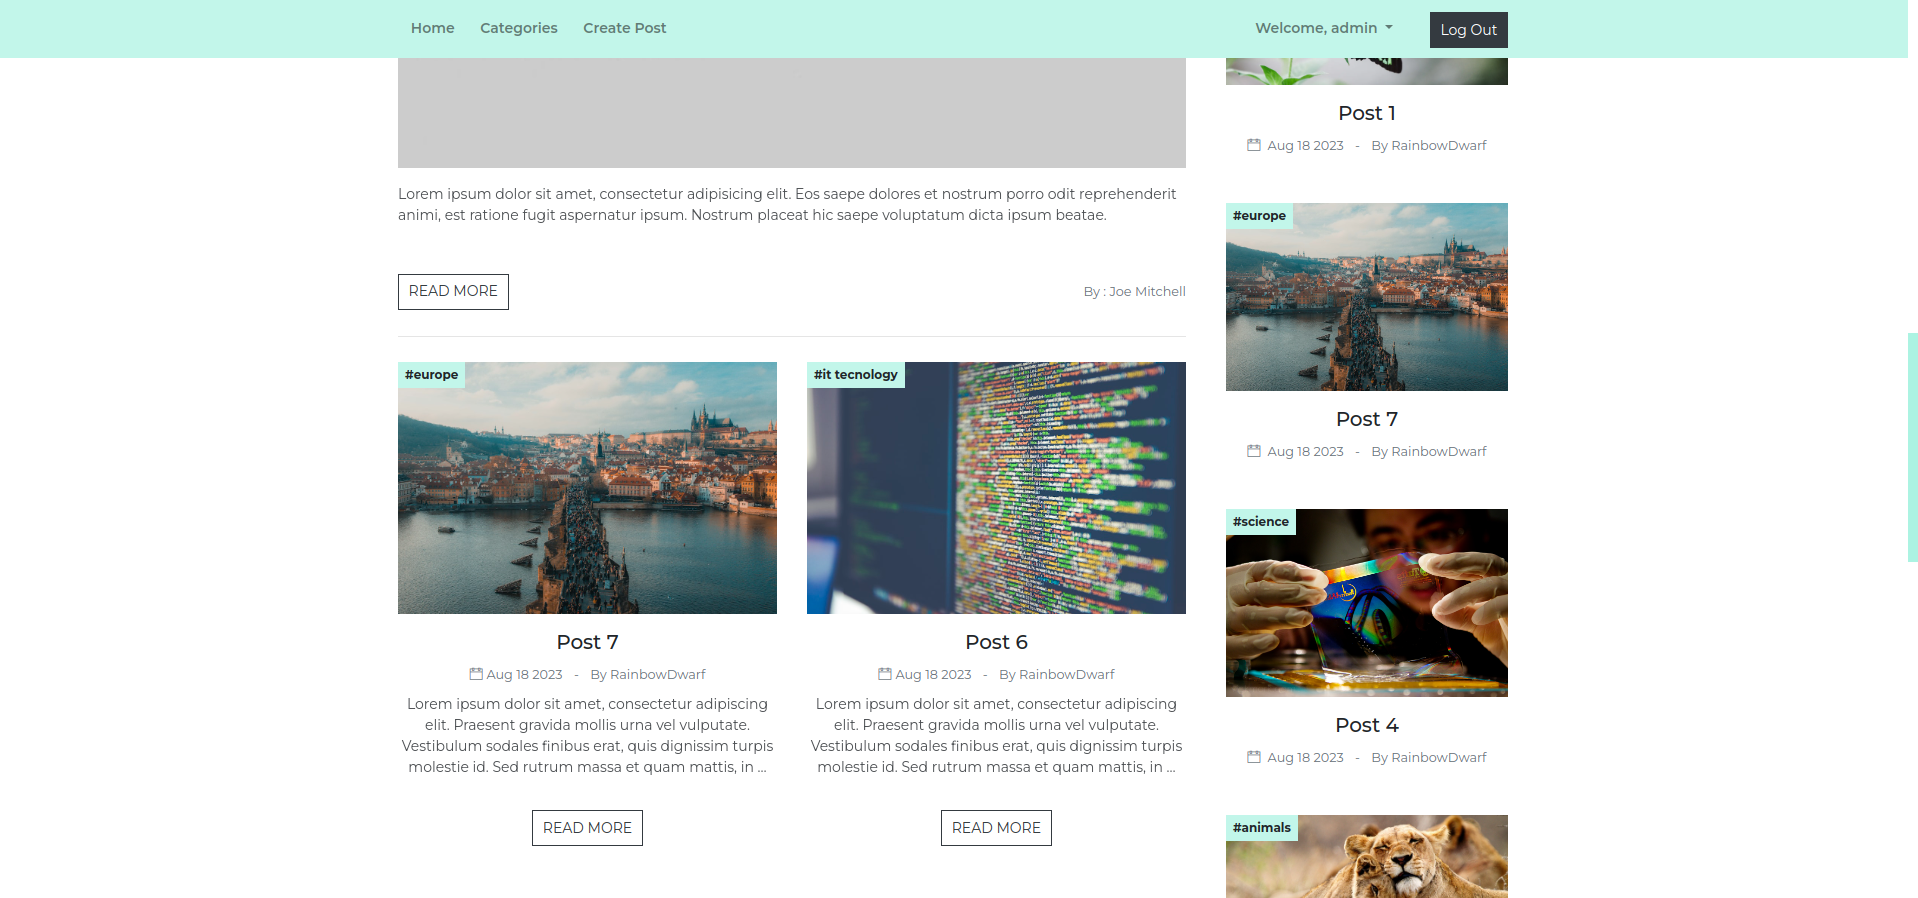 Home Categories Create Post Welcome, admin Log Out
Lorem ipsum dolor sit amet, consectetur adipisicing elit. Eos saepe dolores et nostrum porro odit reprehenderit
animi, est ratione fugit aspernatur ipsum. Nostrum placeat hic saepe voluptatum dicta ipsum beatae.
READ MORE
By : Joe Mitchell
#europe
Post 7
Aug 18 2023 - By RainbowDwarf
Lorem ipsum dolor sit amet, consectetur adipiscing
elit. Praesent gravida mollis urna vel vulputate.
Vestibulum sodales finibus erat, quis dignissim turpis
molestie id. Sed rutrum massa et quam mattis, in ...
READ MORE
#it tecnology
Post 6
Aug 18 2023 - By RainbowDwarf
Lorem ipsum dolor sit amet, consectetur adipiscing
elit. Praesent gravida mollis urna vel vulputate.
Vestibulum sodales finibus erat, quis dignissim turpis
molestie id. Sed rutrum massa et quam mattis, in ...
READ MORE
Post 1
Aug 18 2023 - By RainbowDwarf
#europe
Post 7
Aug 18 2023 - By RainbowDwarf
#science
Post 4
Aug 18 2023 - By RainbowDwarf
#animals